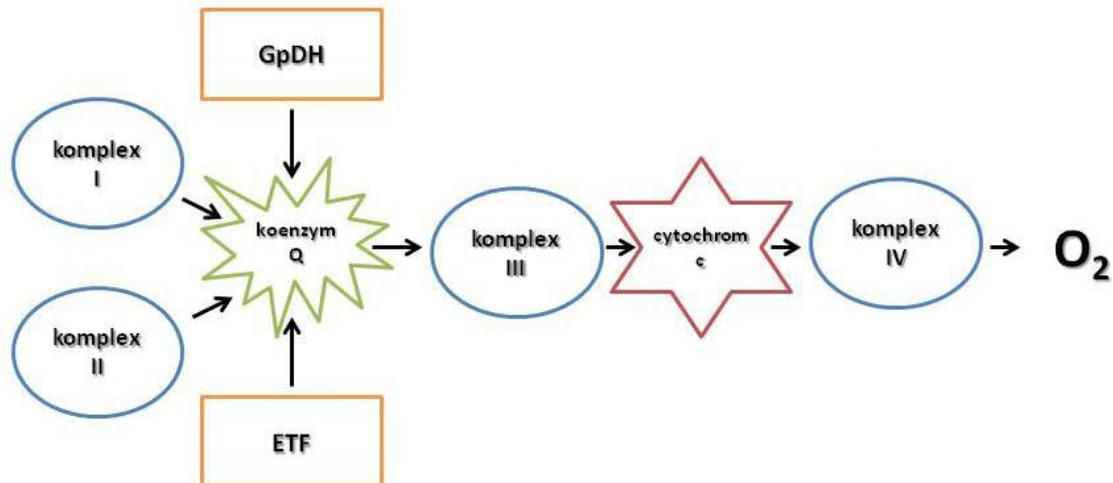 GpDH
komplex
I
koenzym
Q
komplex
II
ETF
komplex
III
cytochrom
c
komplex
IV
O₂